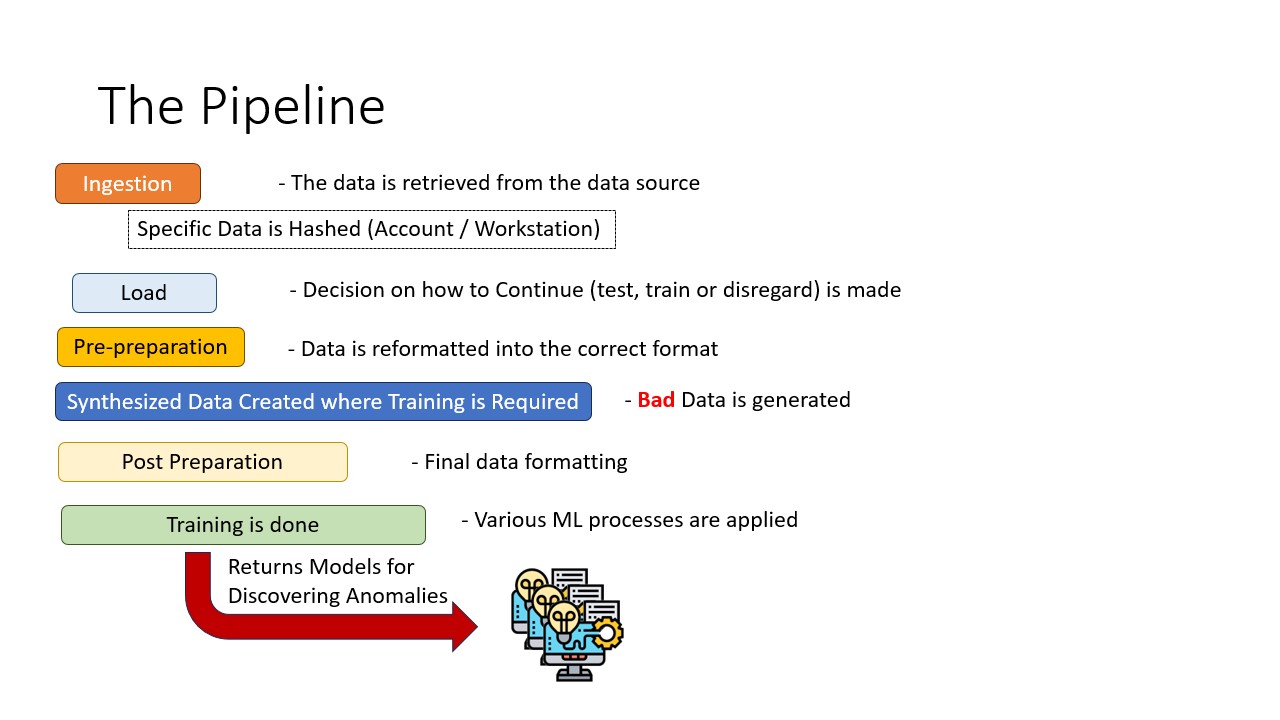 The Pipeline
Ingestion - The data is retrieved from the data source
Specific Data is Hashed (Account / Workstation)
Load - Decision on how to Continue (test, train or disregard) is made
Pre-preparation - Data is reformatted into the correct format
Synthesized Data Created where Training is Required - Bad Data is generated
Post Preparation - Final data formatting
Training is done - Various ML processes are applied
Returns Models for
Discovering Anomalies